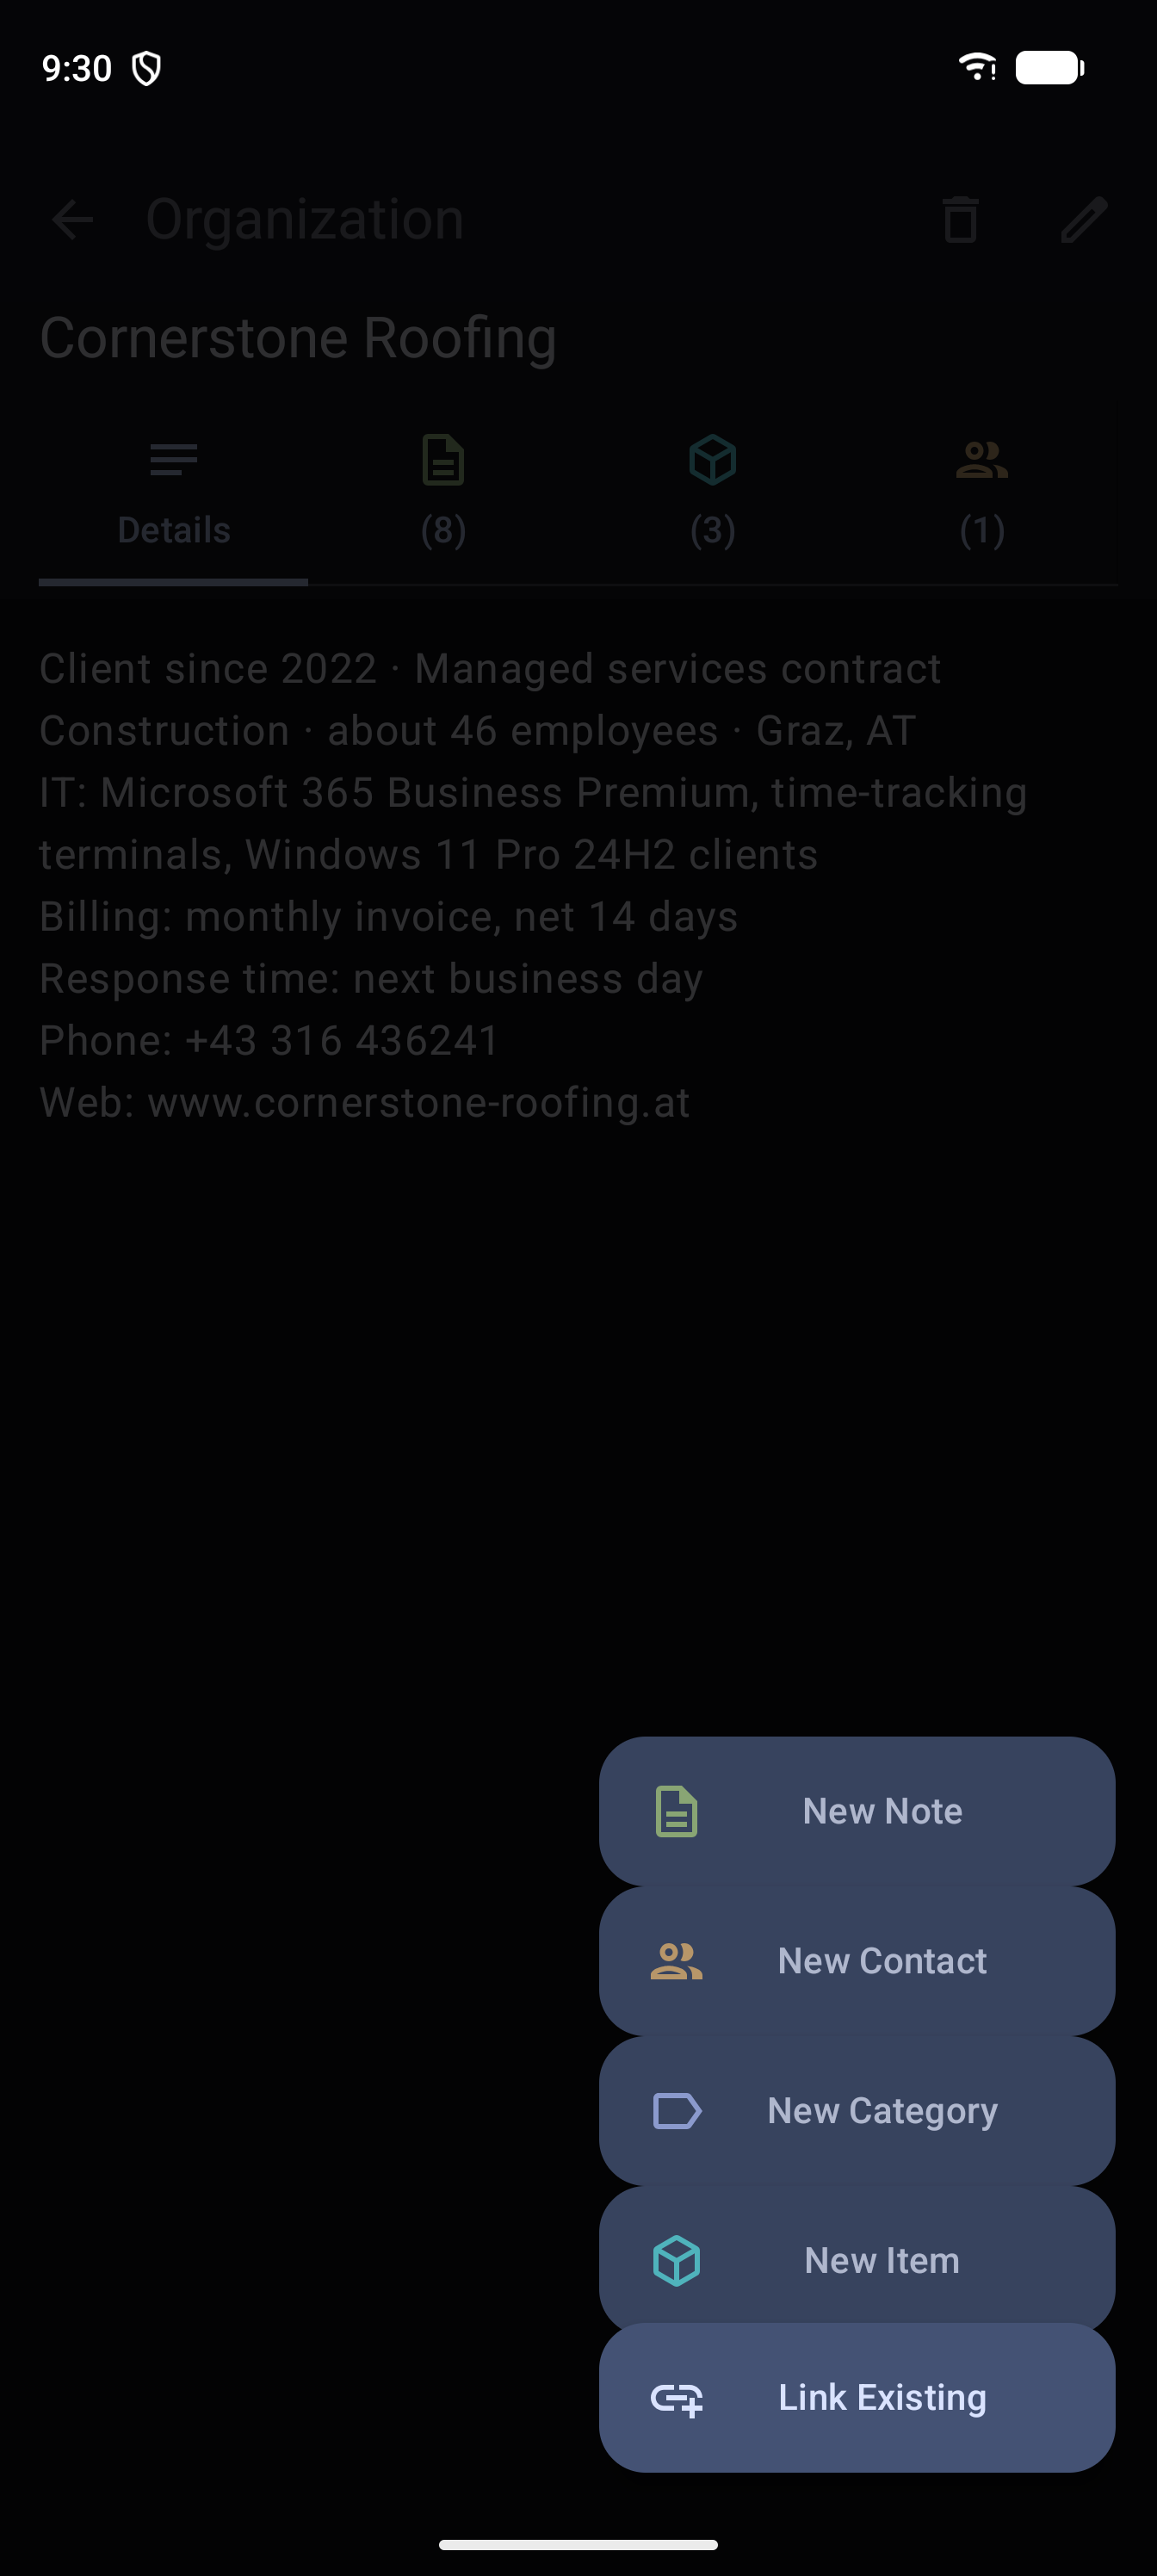 9:30
Organization
Cornerstone Roofing
Details
(8)
(3)
(1)
Client since 2022 · Managed services contract
Construction · about 46 employees · Graz, AT
IT: Microsoft 365 Business Premium, time-tracking
terminals, Windows 11 Pro 24H2 clients
Billing: monthly invoice, net 14 days
Response time: next business day
Phone: +43 316 436241
Web: www.cornerstone-roofing.at
New Note
New Contact
New Category
New Item
Link Existing